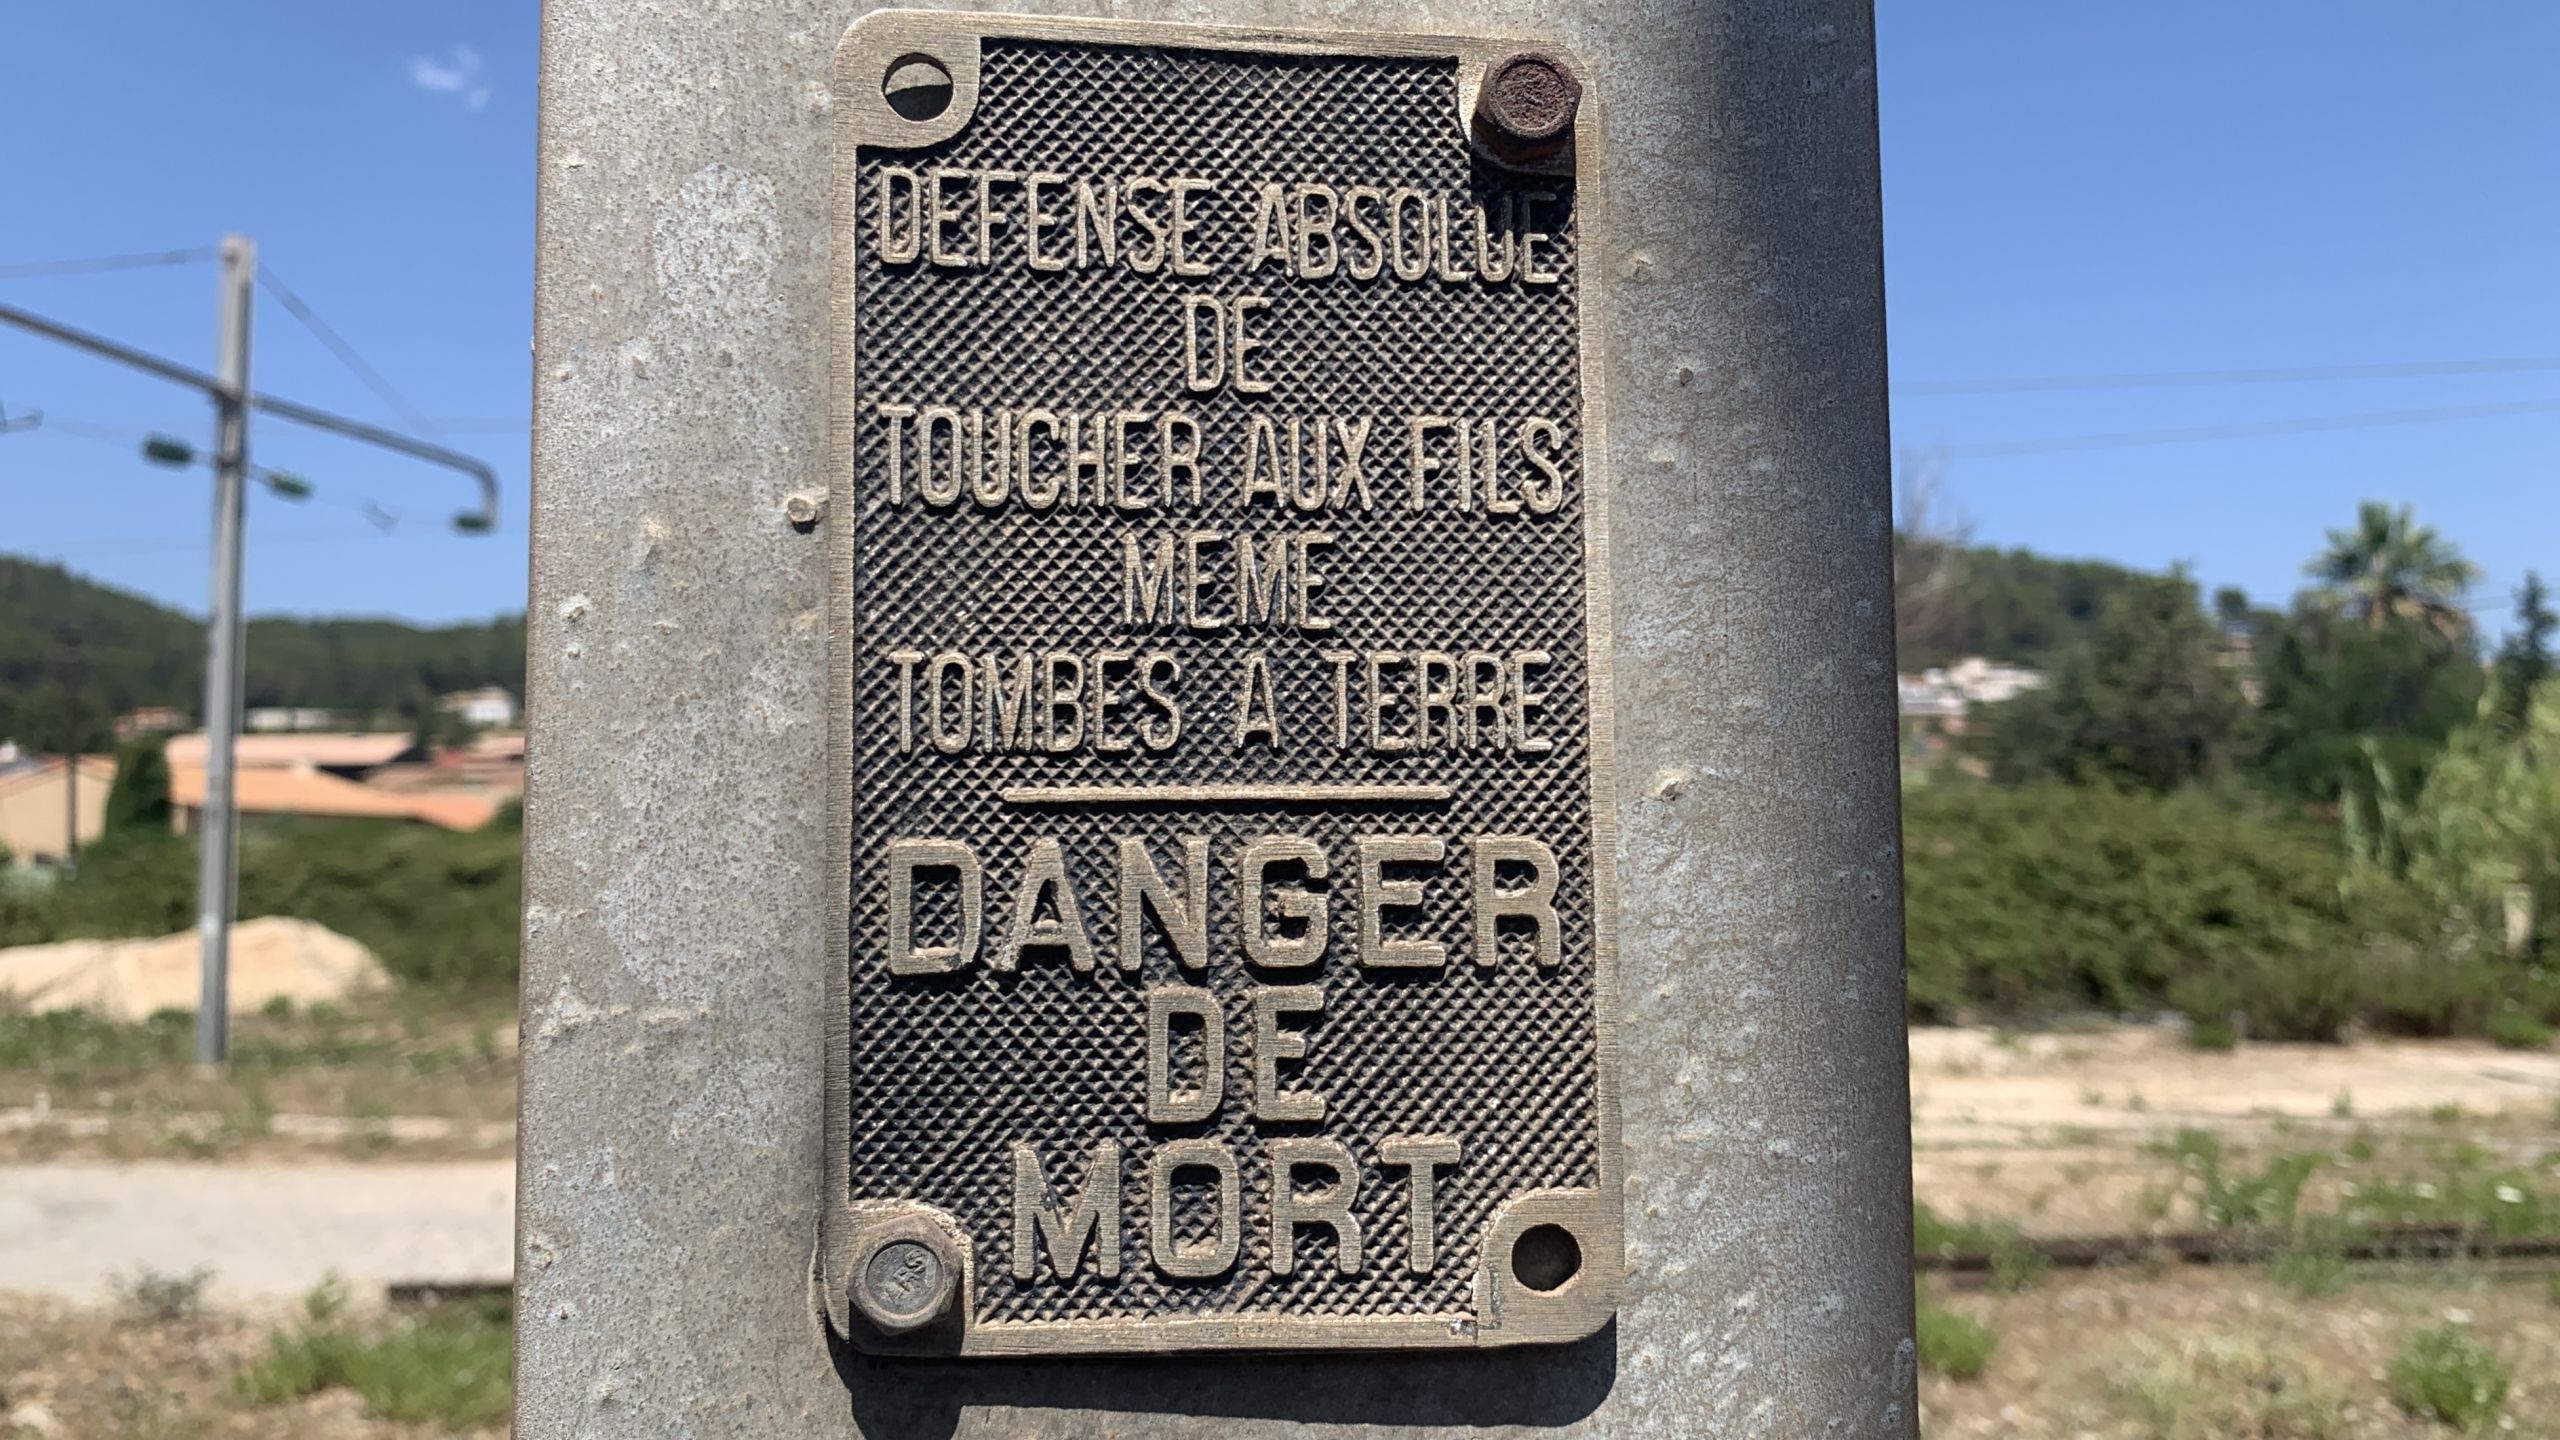 DEFENSE ABSOLUE
DE
TOUCHER AUX FILS
MEME
TOMBES A TERRE
DANGER
DE
MORT